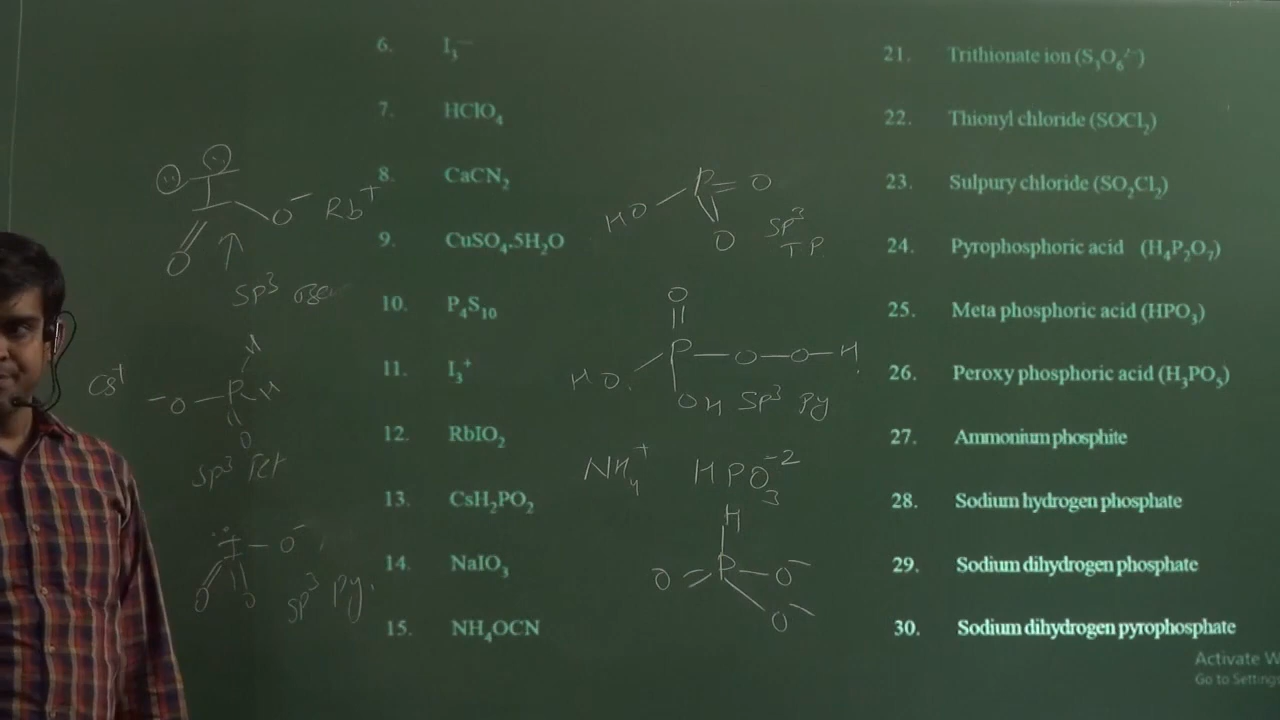 6. I₃⁻
7. HClO₄
8. CaCN₂
9. CuSO₄.5H₂O
10. P₄S₁₀
11. I₃⁺
12. RbIO₂
13. CsH₂PO₂
14. NaIO₃
15. NH₄OCN
I
O⁻ Rb⁺
O
sp³
Cs⁺
H
⁻O P H
O
sp³ Tet
I O⁻
O O
sp³ Py.
HO P O
O
sp³
T P.
O
HO. P O O H
OH sp³ Py
NH₄⁺ HPO₃⁻²
H
O P O⁻
O⁻
21. Trithionate ion (S₃O₆²⁻)
22. Thionyl chloride (SOCl₂)
23. Sulpury chloride (SO₂Cl₂)
24. Pyrophosphoric acid (H₄P₂O₇)
25. Meta phosphoric acid (HPO₃)
26. Peroxy phosphoric acid (H₃PO₅)
27. Ammonium phosphite
28. Sodium hydrogen phosphate
29. Sodium dihydrogen phosphate
30. Sodium dihydrogen pyrophosphate
Activate W
Go to Settings